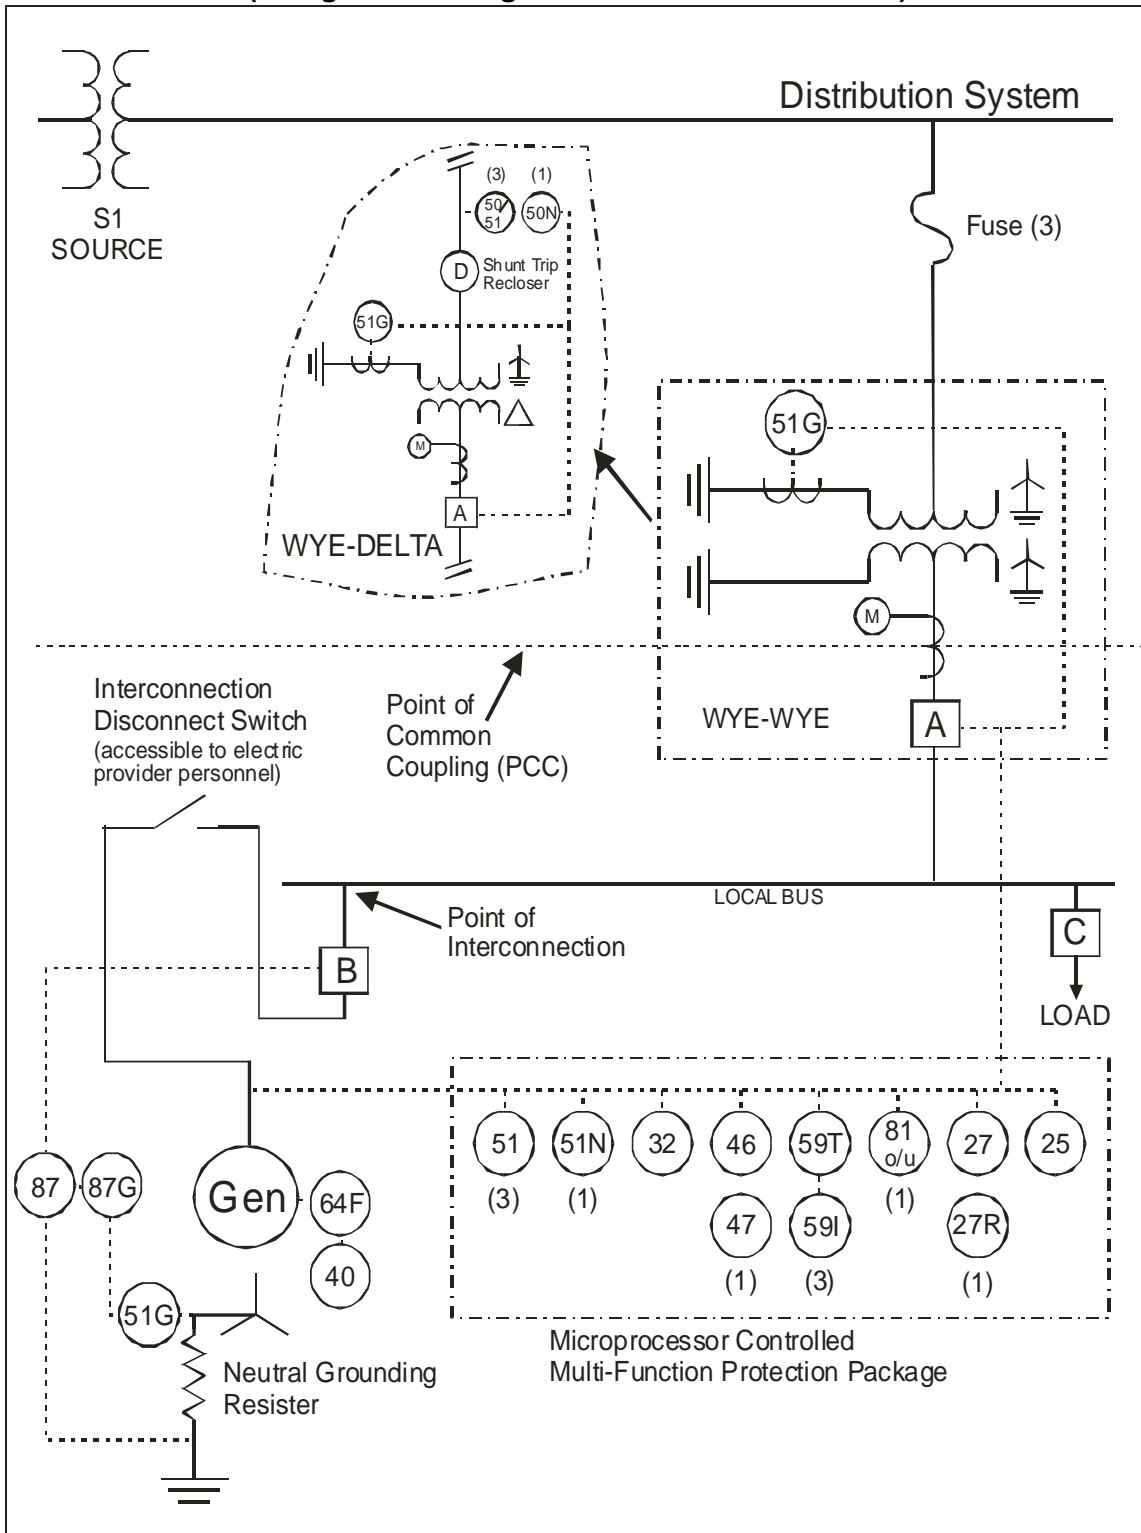 Distribution System
S1
SOURCE
(3)
(1)
50
51
50N
D
Shunt Trip
Recloser
51G
M
A
WYE-DELTA
Fuse (3)
51G
M
WYE-WYE
A
Interconnection
Disconnect Switch
(accessible to electric
provider personnel)
Point of
Common
Coupling (PCC)
LOCAL BUS
Point of
Interconnection
B
C
LOAD
51
51N
32
46
59T
81
o/u
27
25
(3)
(1)
(1)
47
59I
27R
(1)
(3)
(1)
87
87G
Gen
64F
40
51G
Microprocessor Controlled
Multi-Function Protection Package
Neutral Grounding
Resister